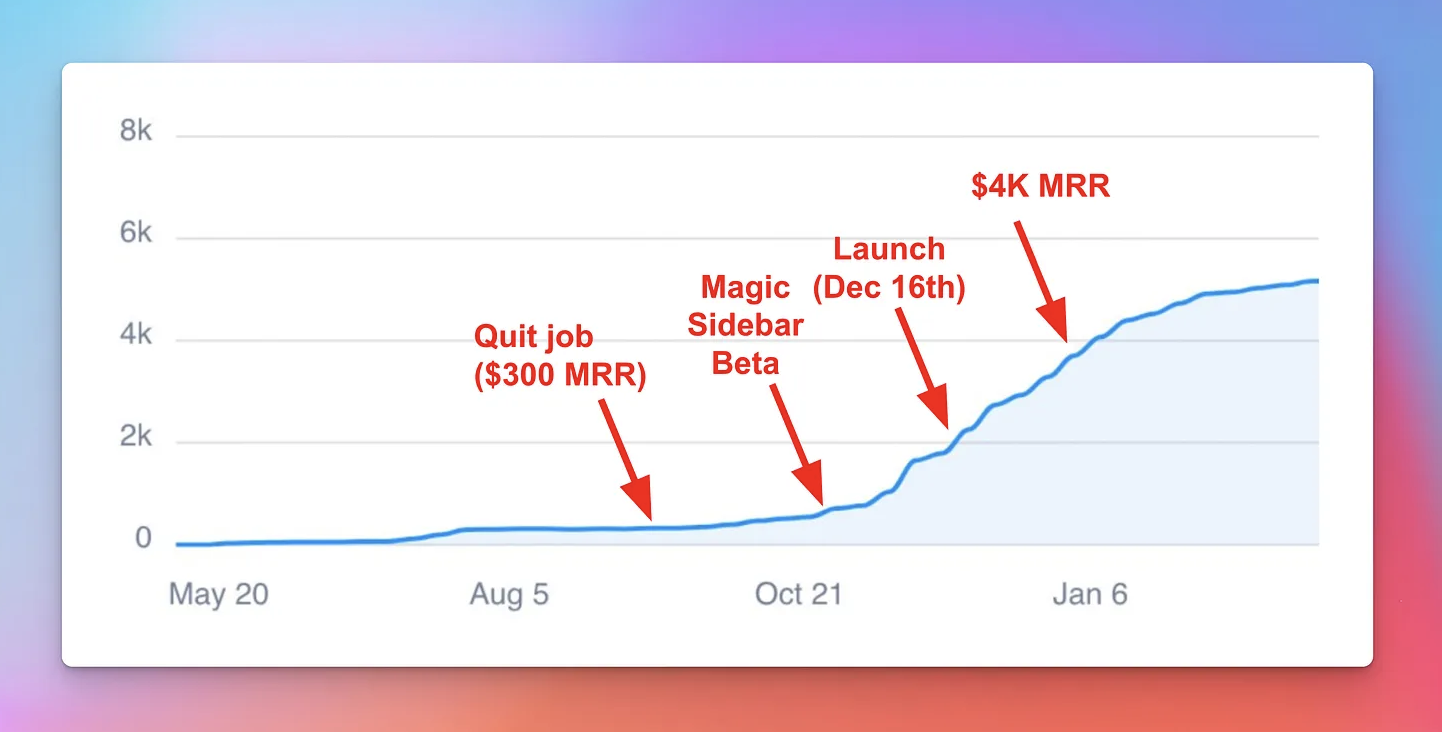 8k
$4K MRR
6k
Launch
(Dec 16th)
Magic
Sidebar
Beta
4k
Quit job
($300 MRR)
2k
0
May 20
Aug 5
Oct 21
Jan 6